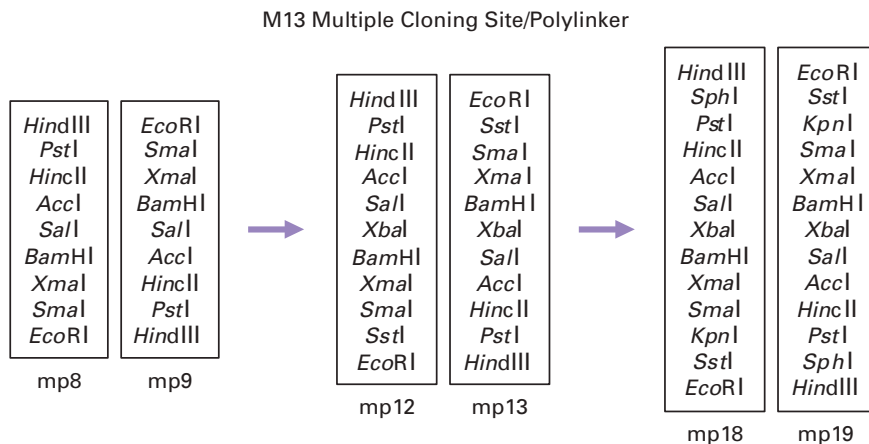 M13 Multiple Cloning Site/Polylinker
HindIII
PstI
HincII
AccI
SalI
BamHI
XmaI
SmaI
EcoRI
mp8
EcoRI
SmaI
XmaI
BamHI
SalI
AccI
HincII
PstI
HindIII
mp9
HindIII
PstI
HincII
AccI
SalI
XbaI
BamHI
XmaI
SmaI
SstI
EcoRI
mp12
EcoRI
SstI
SmaI
XmaI
BamHI
XbaI
SalI
AccI
HincII
PstI
HindIII
mp13
HindIII
SphI
PstI
HincII
AccI
SalI
XbaI
BamHI
XmaI
SmaI
KpnI
SstI
EcoRI
mp18
EcoRI
SstI
KpnI
SmaI
XmaI
BamHI
XbaI
SalI
AccI
HincII
PstI
SphI
HindIII
mp19